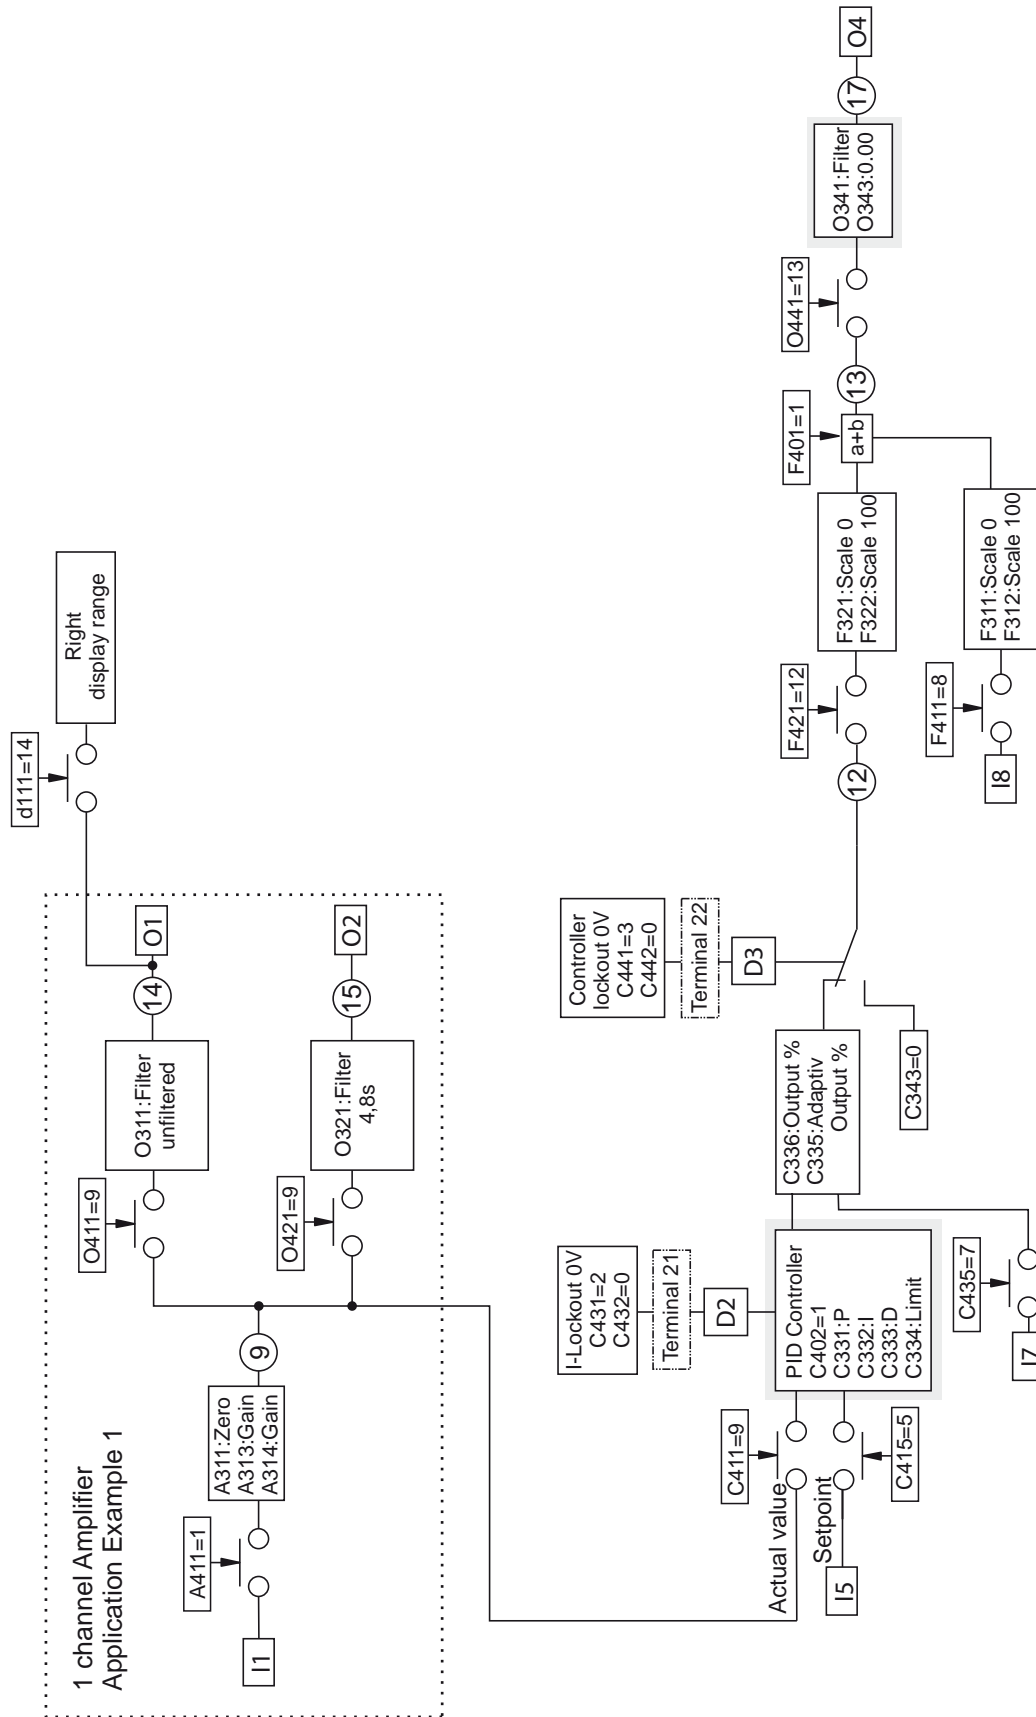 1 channel Amplifier
Application Example 1
I1
A411=1
A311:Zero
A313:Gain
A314:Gain
9
O411=9
O311:Filter
unfiltered
14
O1
d111=14
Right
display range
O421=9
O321:Filter
4,8s
15
O2
Actual value
Setpoint
I5
C411=9
C415=5
I-Lockout 0V
C431=2
C432=0
Terminal 21
D2
PID Controller
C402=1
C331:P
C332:I
C333:D
C334:Limit
I7
C435=7
C336:Output %
C335:Adaptiv
Output %
C343=0
Controller
lockout 0V
C441=3
C442=0
Terminal 22
D3
12
F421=12
F321:Scale 0
F322:Scale 100
I8
F411=8
F311:Scale 0
F312:Scale 100
F401=1
a+b
13
O441=13
O341:Filter
O343:0.00
17
O4